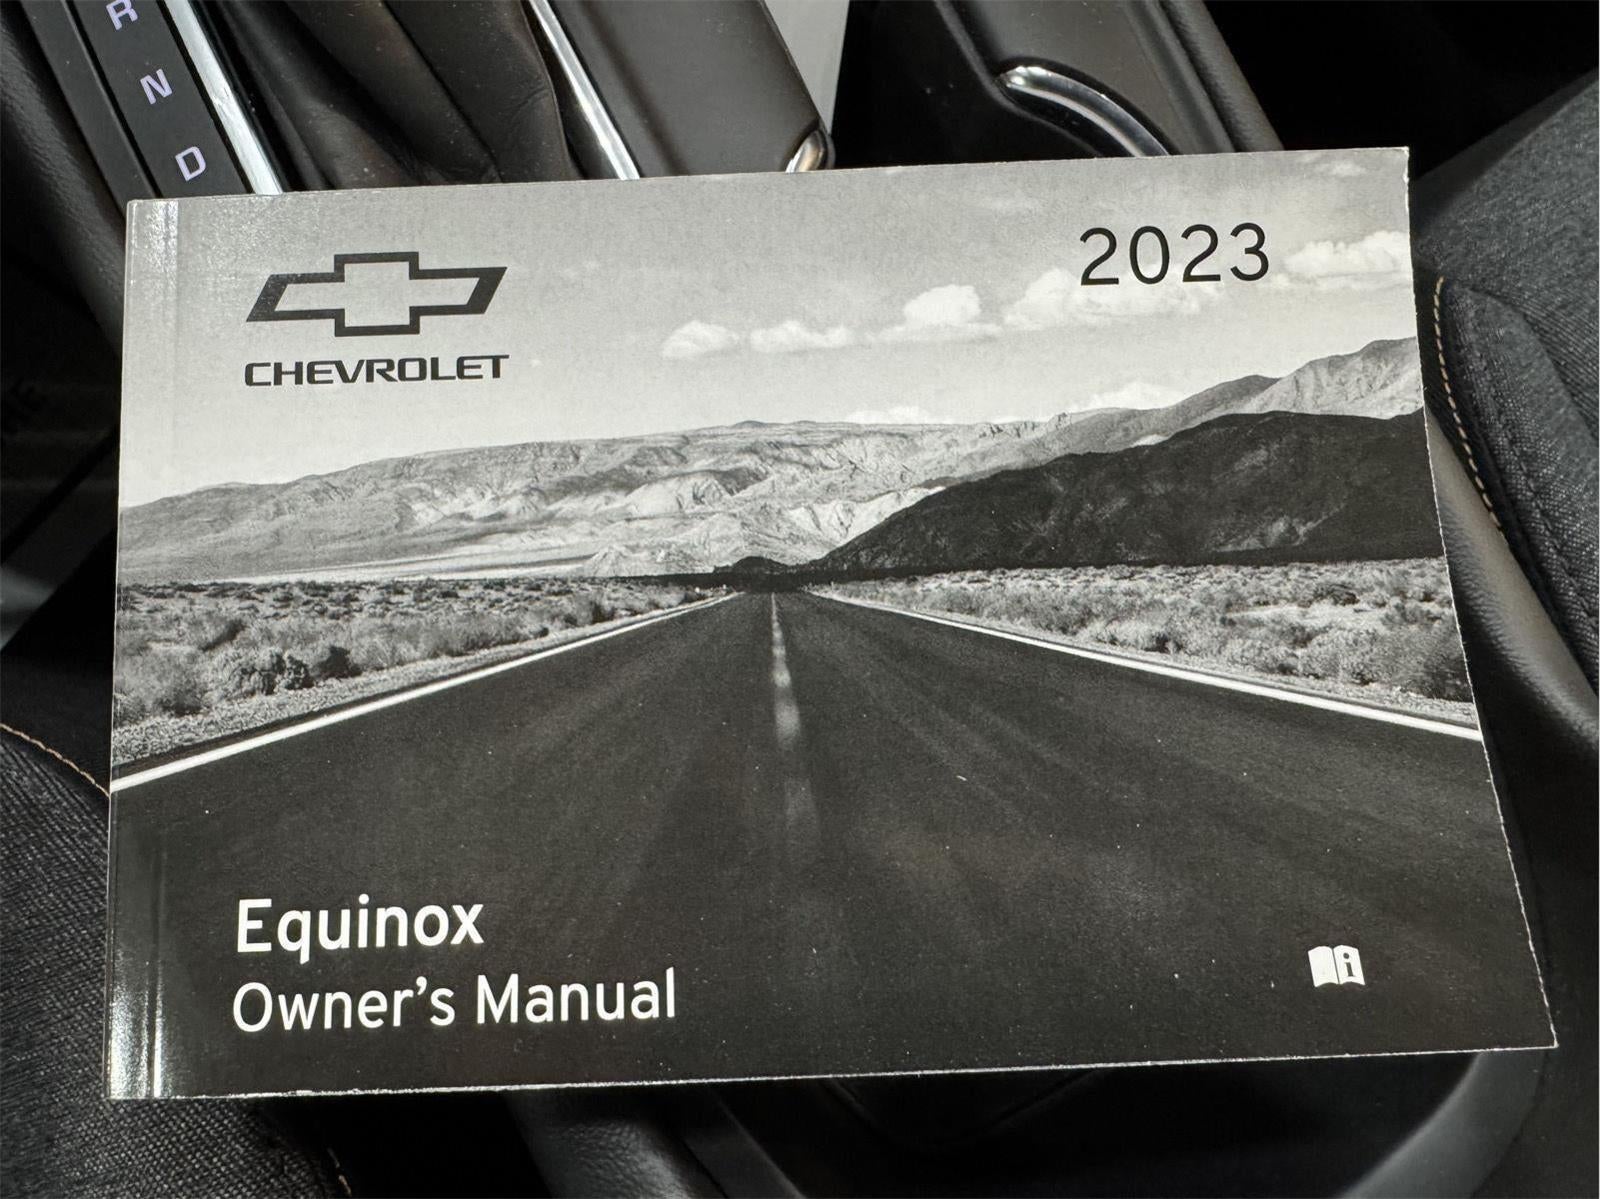 R
N
D
2023
CHEVROLET
Equinox
Owner's Manual
i